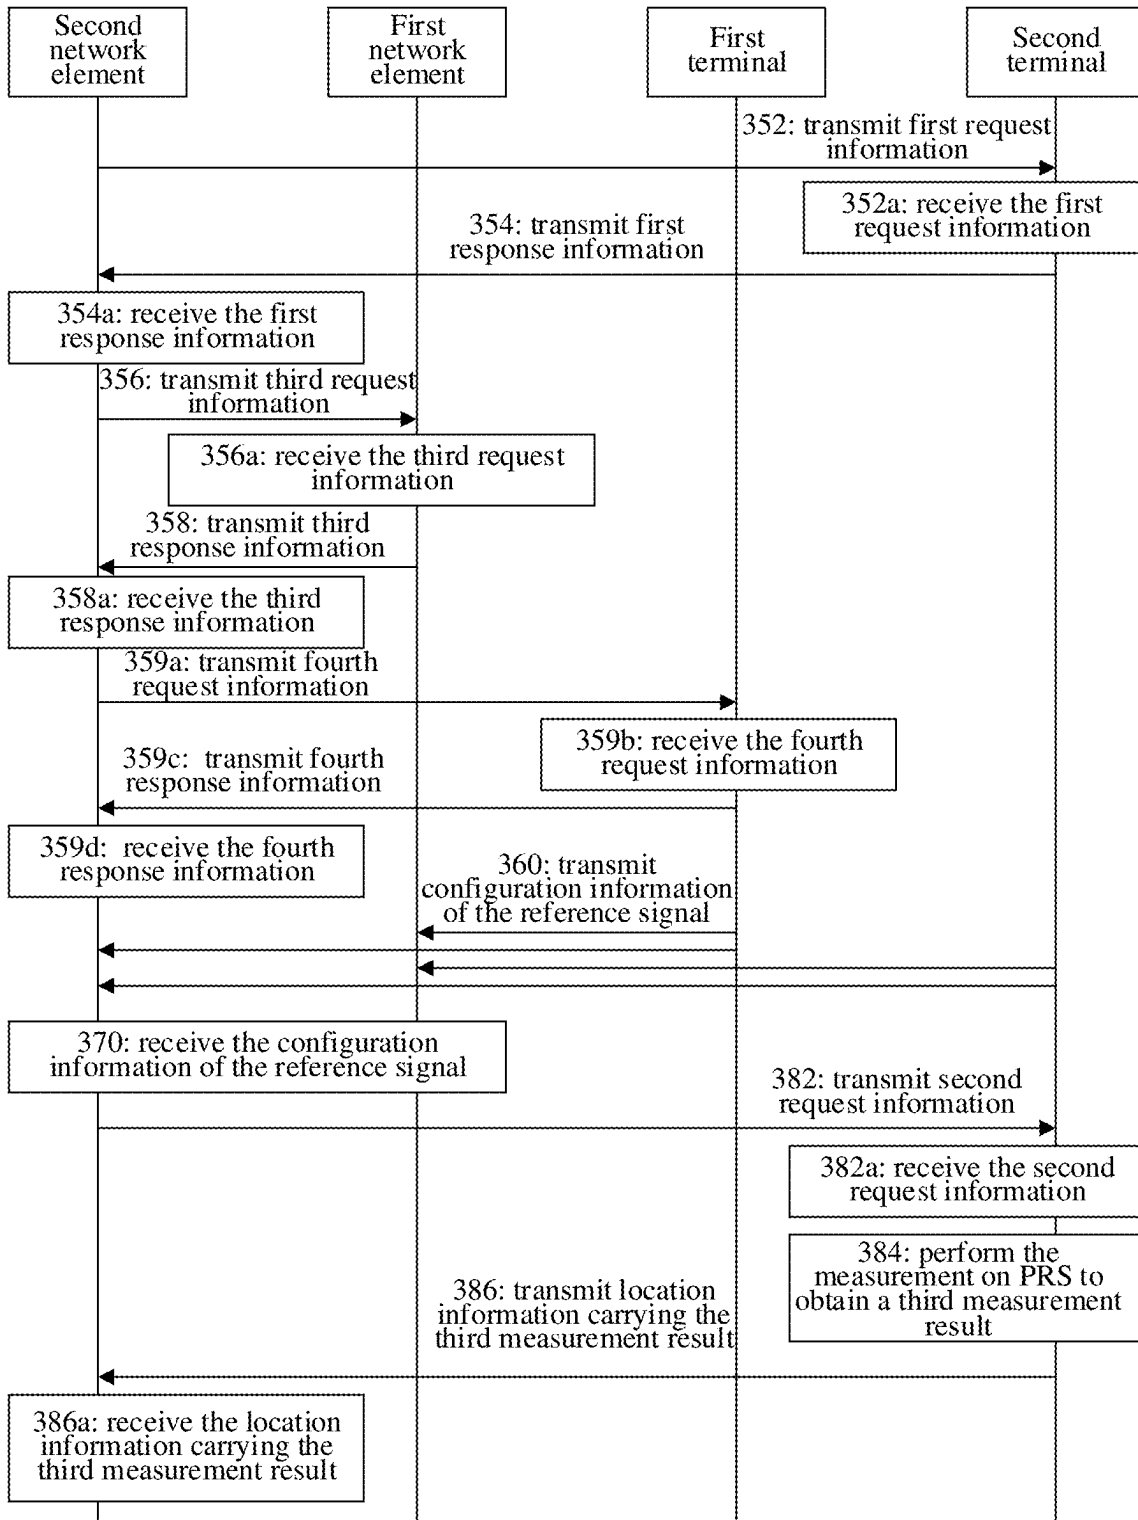 Second
network
element
First
network
element
First
terminal
Second
terminal
352: transmit first request
information
352a: receive the first
request information
354: transmit first
response information
354a: receive the first
response information
356: transmit third request
information
356a: receive the third request
information
358: transmit third
response information
358a: receive the third
response information
359a: transmit fourth
request information
359b: receive the fourth
request information
359c: transmit fourth
response information
359d: receive the fourth
response information
360: transmit
configuration information
of the reference signal
370: receive the configuration
information of the reference signal
382: transmit second
request information
382a: receive the second
request information
384: perform the
measurement on PRS to
obtain a third measurement
result
386: transmit location
information carrying the
third measurement result
386a: receive the location
information carrying the
third measurement result